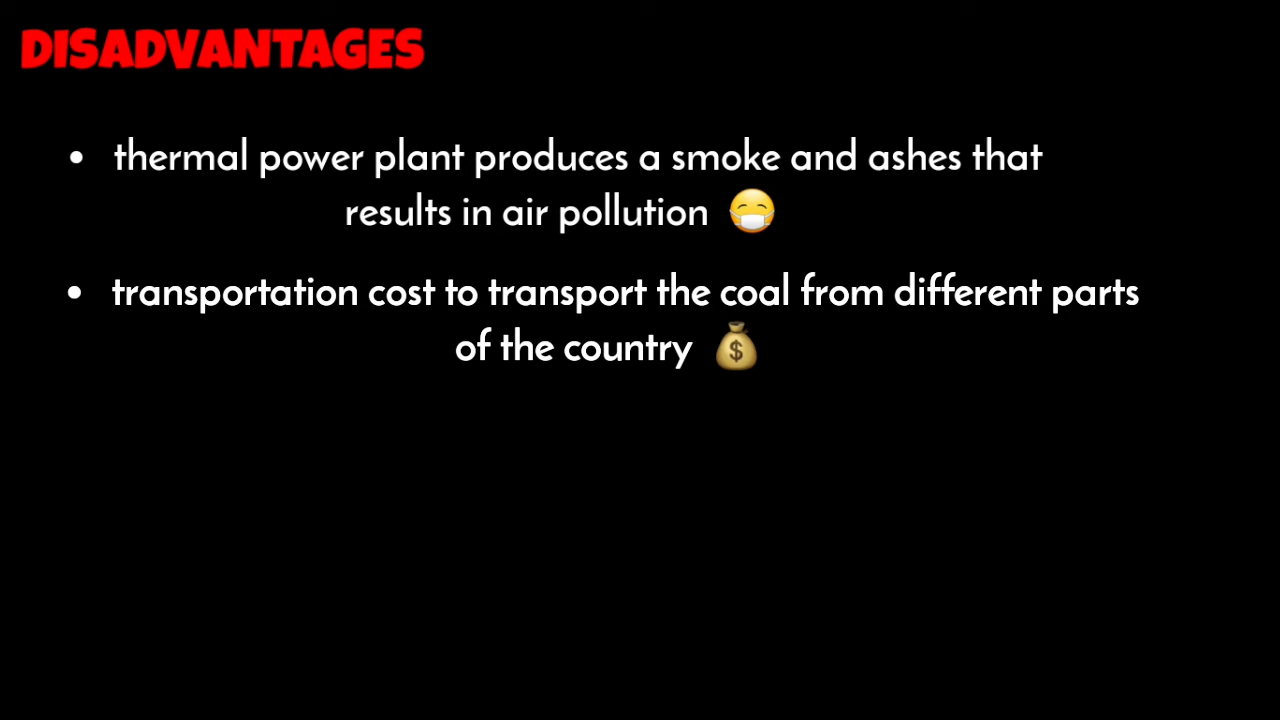 DISADVANTAGES
• thermal power plant produces a smoke and ashes that
results in air pollution 😷
• transportation cost to transport the coal from different parts
of the country 💰